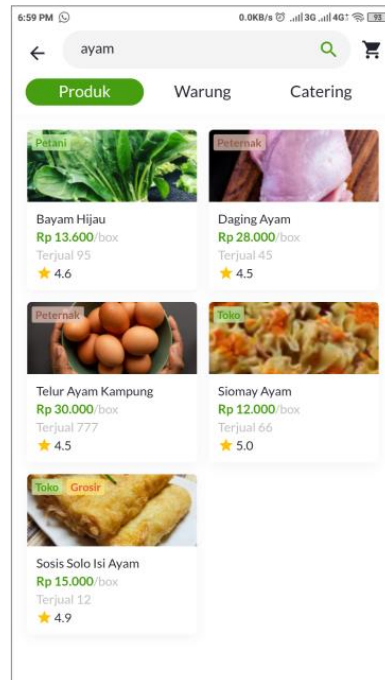 6:59 PM
0.0KB/s 3G 4G 93
ayam
Produk Warung Catering
Petani
Bayam Hijau
Rp 13.600/box
Terjual 95
4.6
Peternak
Daging Ayam
Rp 28.000/box
Terjual 45
4.5
Peternak
Telur Ayam Kampung
Rp 30.000/box
Terjual 777
4.5
Toko
Siomay Ayam
Rp 12.000/box
Terjual 66
5.0
Toko Grosir
Sosis Solo Isi Ayam
Rp 15.000/box
Terjual 12
4.9